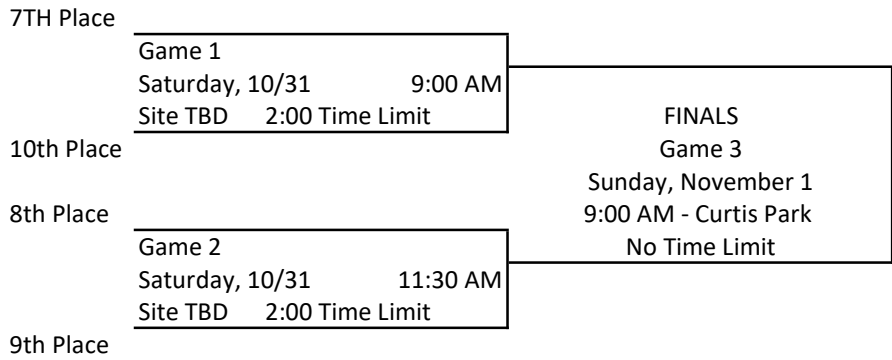 7TH Place
Game 1
Saturday, 10/31 9:00 AM
Site TBD 2:00 Time Limit
10th Place
8th Place
Game 2
Saturday, 10/31 11:30 AM
Site TBD 2:00 Time Limit
9th Place
FINALS
Game 3
Sunday, November 1
9:00 AM - Curtis Park
No Time Limit